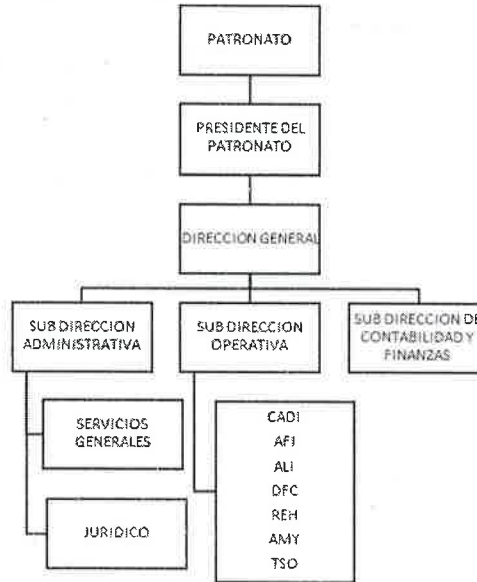 PATRONATO
PRESIDENTE DEL
PATRONATO
DIRECCION GENERAL
SUB DIRECCION
ADMINISTRATIVA
SUB DIRECCION
OPERATIVA
SUB DIRECCION DE
CONTABILIDAD Y
FINANZAS
SERVICIOS
GENERALES
JURIDICO
CADI
AFI
ALI
DFC
REH
AMY
TSO